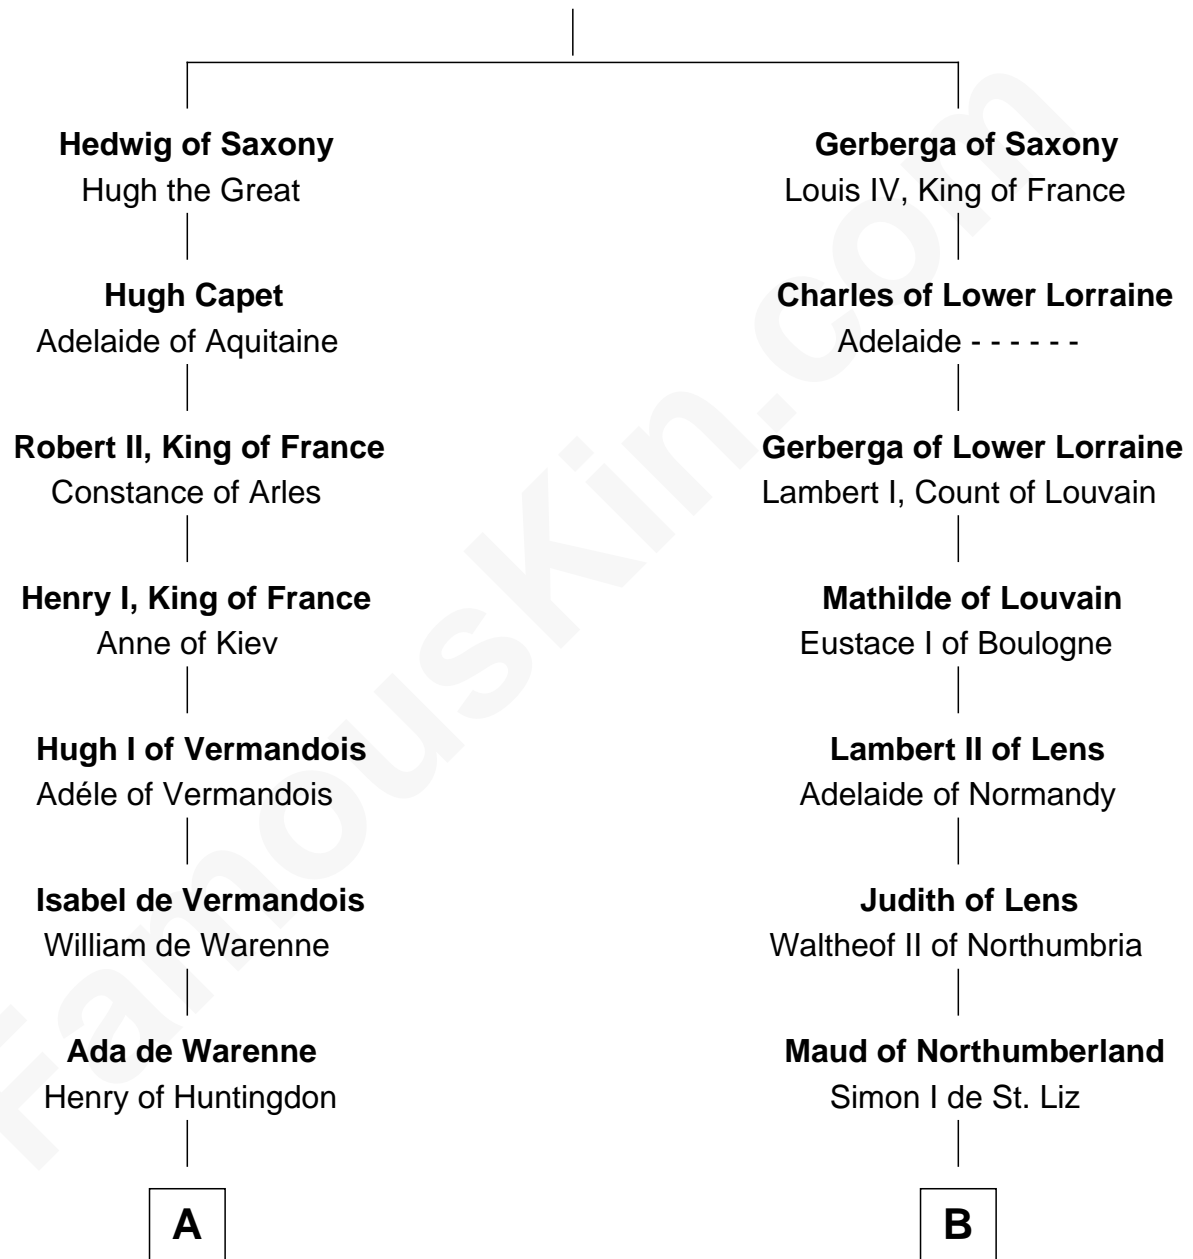 Hedwig of Saxony
Hugh the Great
Hugh Capet
Adelaide of Aquitaine
Robert II, King of France
Constance of Arles
Henry I, King of France
Anne of Kiev
Hugh I of Vermandois
Adéle of Vermandois
Isabel de Vermandois
William de Warenne
Ada de Warenne
Henry of Huntingdon
A
Gerberga of Saxony
Louis IV, King of France
Charles of Lower Lorraine
Adelaide - - - - - -
Gerberga of Lower Lorraine
Lambert I, Count of Louvain
Mathilde of Louvain
Eustace I of Boulogne
Lambert II of Lens
Adelaide of Normandy
Judith of Lens
Waltheof II of Northumbria
Maud of Northumberland
Simon I de St. Liz
B
FamousKin.com